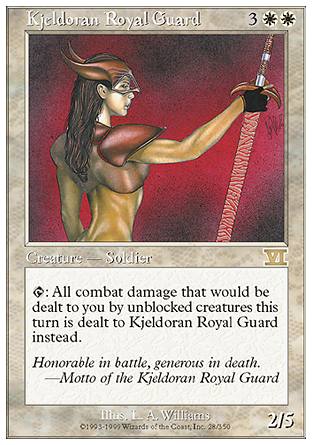 Kjeldoran Royal Guard 3
Creature — Soldier VI
: All combat damage that would be
dealt to you by unblocked creatures this
turn is dealt to Kjeldoran Royal Guard
instead.
Honorable in battle, generous in death.
—Motto of the Kjeldoran Royal Guard
Illus. L. A. Williams
©1993-1999 Wizards of the Coast, Inc. 28/350
2/5